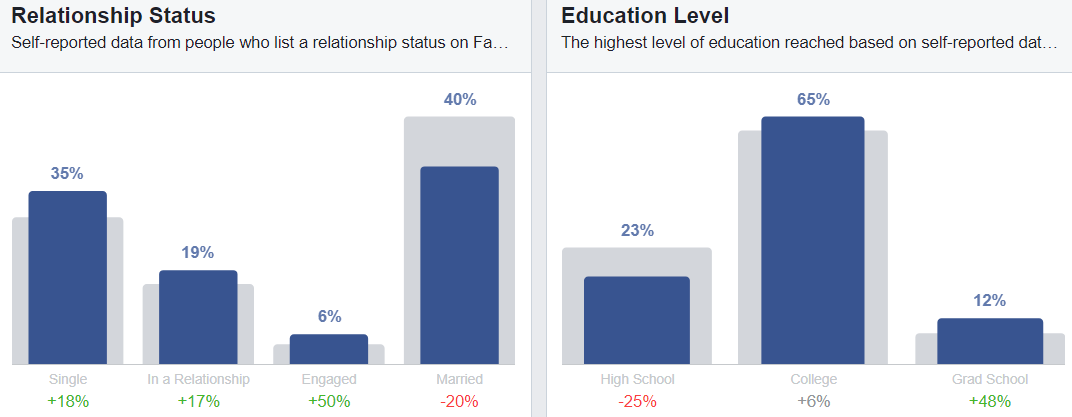 Relationship Status
Self-reported data from people who list a relationship status on Fa…
40%
35%
19%
6%
Single
In a Relationship
Engaged
Married
+18%
+17%
+50%
-20%
Education Level
The highest level of education reached based on self-reported dat…
65%
23%
12%
High School
College
Grad School
-25%
+6%
+48%